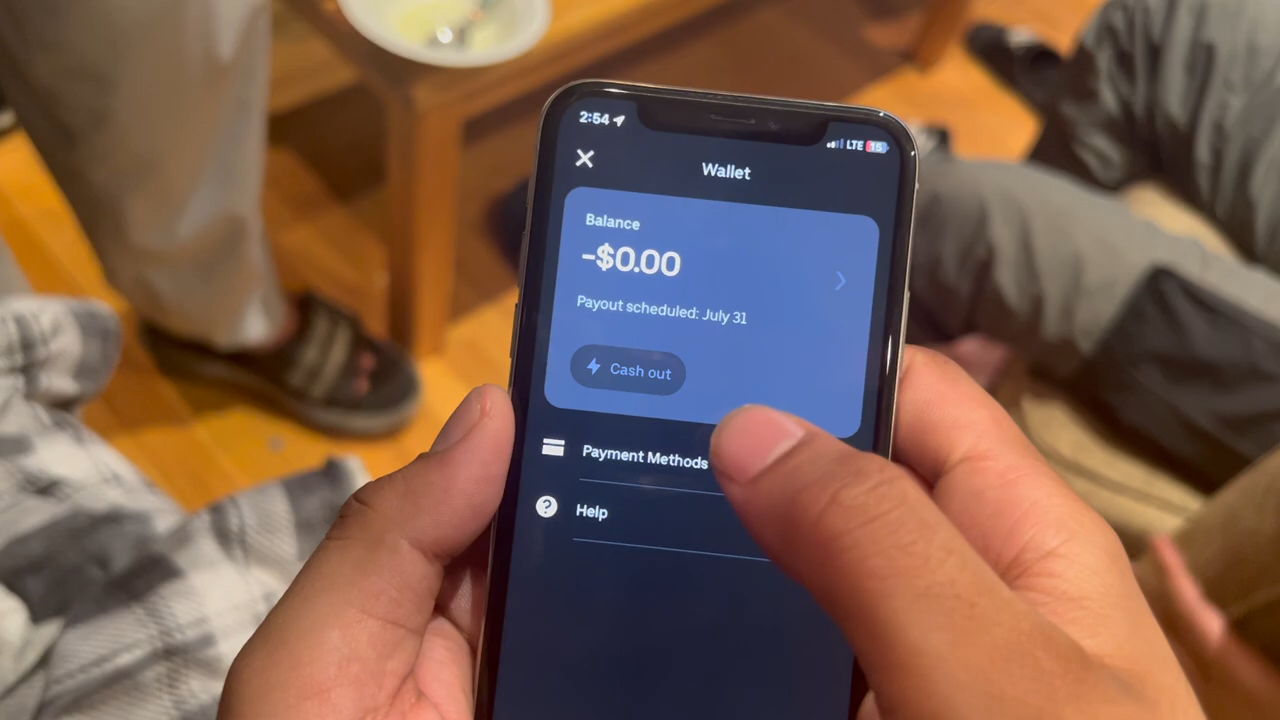 2:54
LTE 15
Wallet
Balance
-$0.00
Payout scheduled: July 31
Cash out
Payment Methods
Help